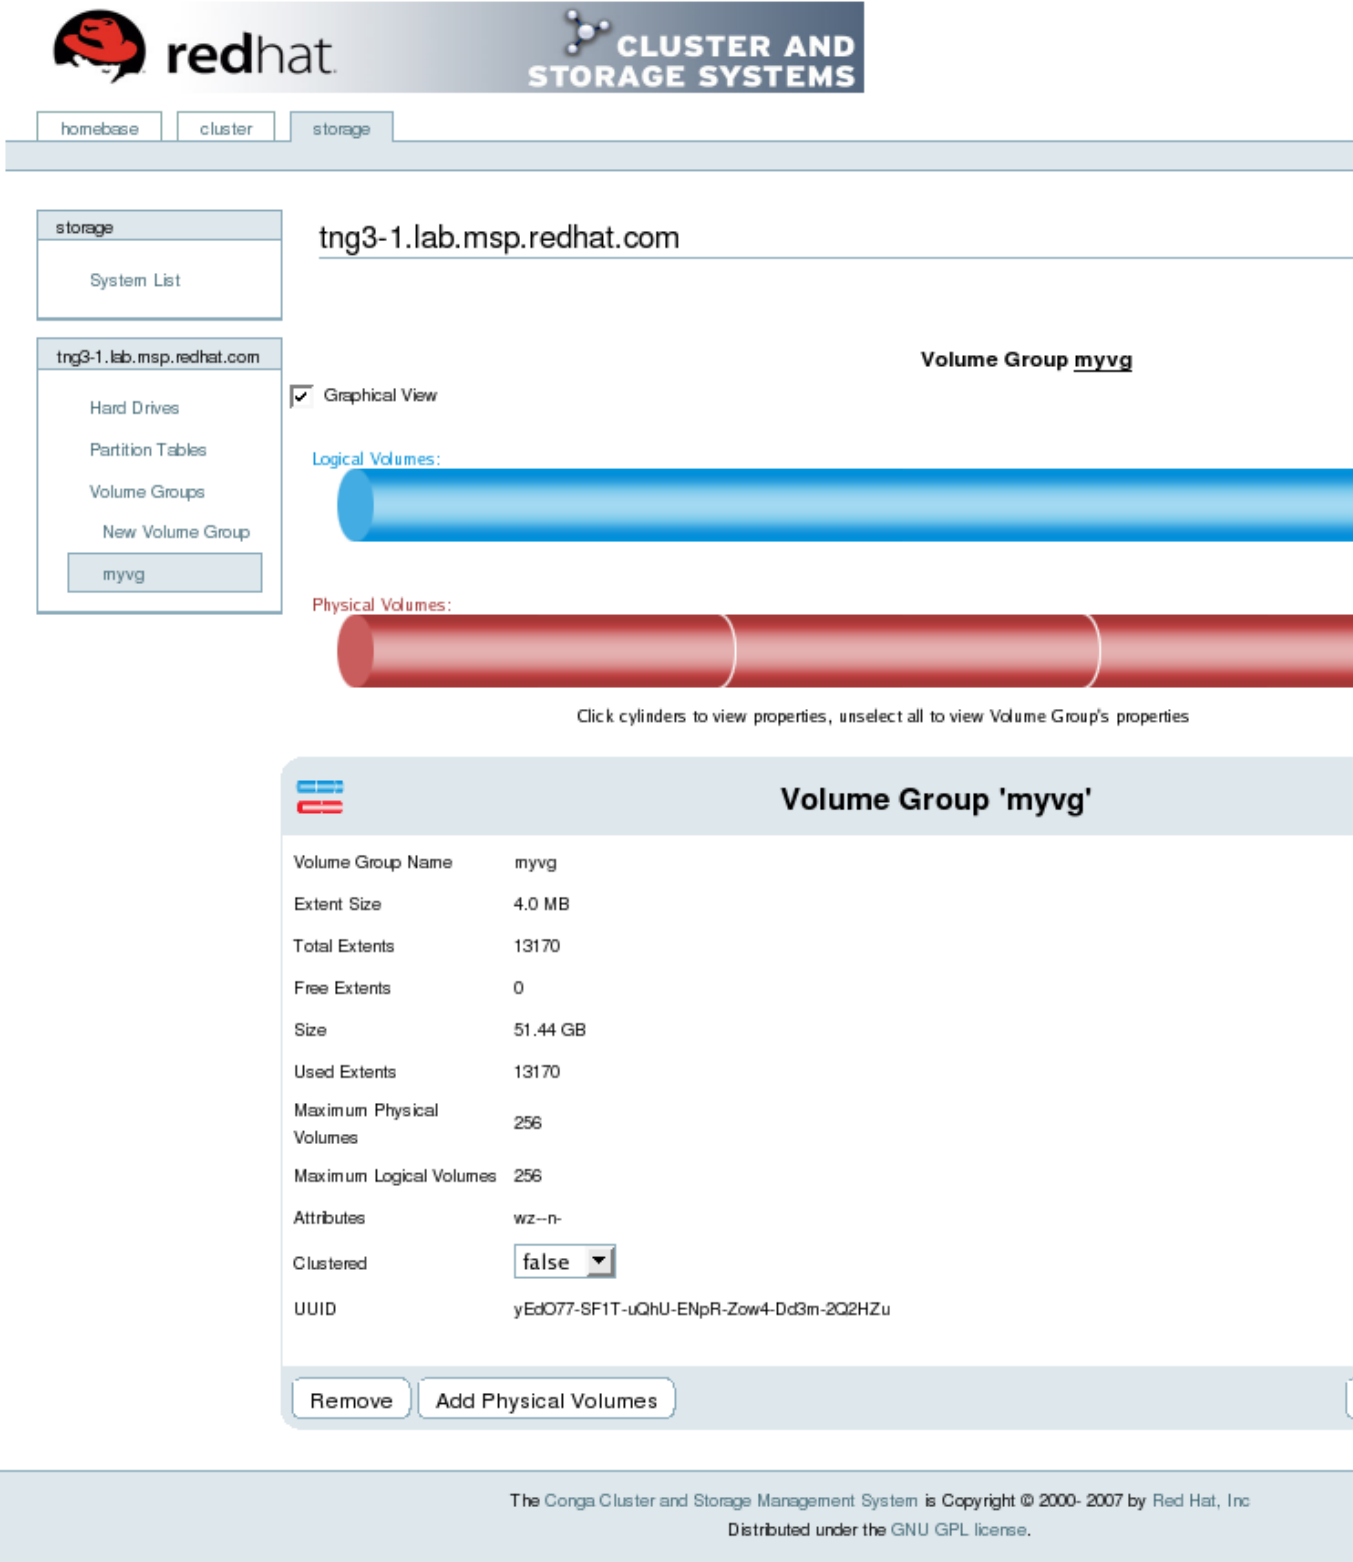 redhat.
CLUSTER AND
STORAGE SYSTEMS
homebase cluster storage
storage
System List
tng3-1.lab.msp.redhat.com
Hard Drives
Partition Tables
Volume Groups
New Volume Group
myvg
tng3-1.lab.msp.redhat.com
Volume Group myvg
Graphical View
Logical Volumes:
Physical Volumes:
Click cylinders to view properties, unselect all to view Volume Group's properties
Volume Group 'myvg'
Volume Group Name myvg
Extent Size 4.0 MB
Total Extents 13170
Free Extents 0
Size 51.44 GB
Used Extents 13170
Maximum Physical
Volumes 256
Maximum Logical Volumes 256
Attributes wz--n-
Clustered false
UUID yEdO77-SF1T-uQhU-ENpR-Zow4-Dd3m-2Q2HZu
Remove Add Physical Volumes
The Conga Cluster and Storage Management System is Copyright © 2000- 2007 by Red Hat, Inc
Distributed under the GNU GPL license.